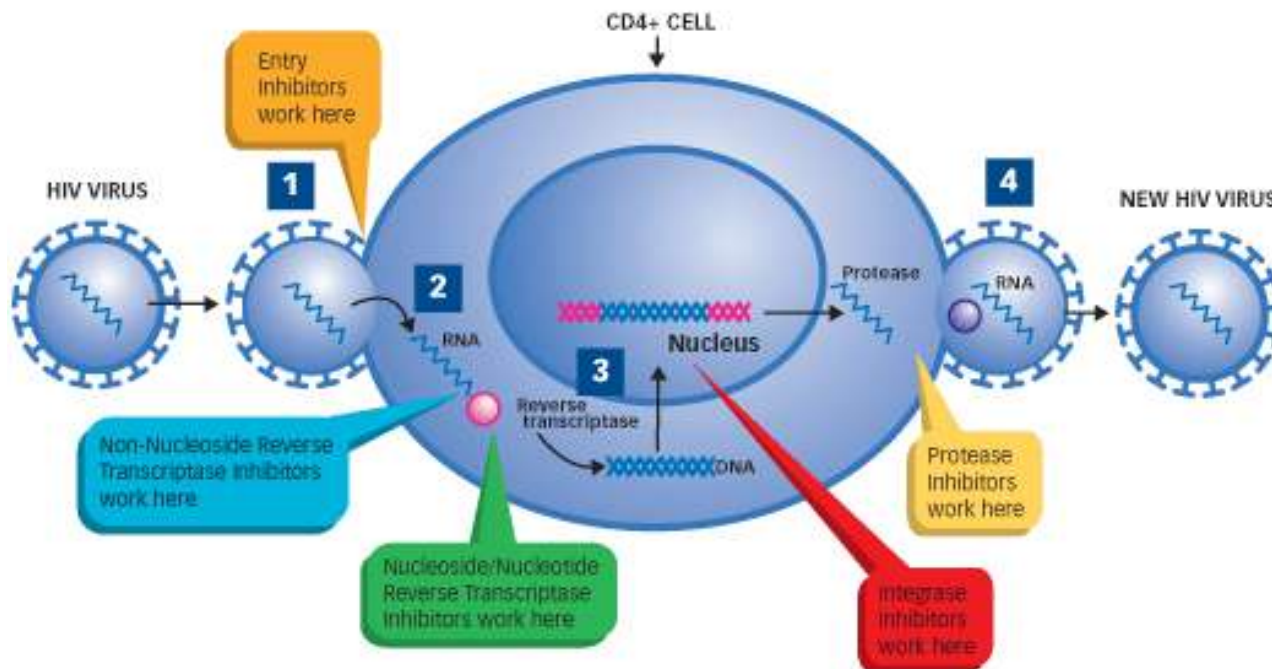 CD4+ CELL
Entry
Inhibitors
work here
HIV VIRUS
1
4
NEW HIV VIRUS
2
RNA
Protease
RNA
Nucleus
3
Reverse
transcriptase
DNA
Non-Nucleoside Reverse
Transcriptase Inhibitors
work here
Protease
Inhibitors
work here
Nucleoside/Nucleotide
Reverse Transcriptase
Inhibitors work here
Integrase
Inhibitors
work here